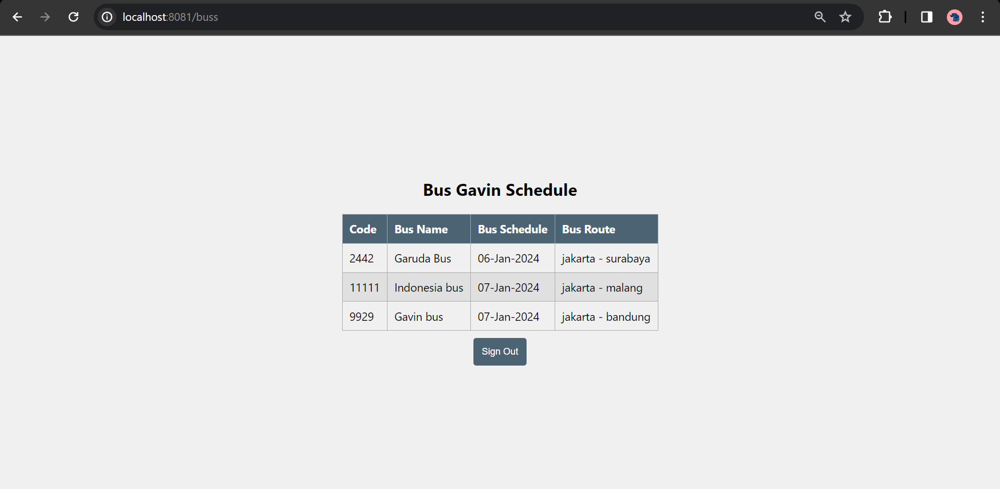 localhost:8081/buss
Bus Gavin Schedule
Code Bus Name Bus Schedule Bus Route
2442 Garuda Bus 06-Jan-2024 jakarta - surabaya
11111 Indonesia bus 07-Jan-2024 jakarta - malang
9929 Gavin bus 07-Jan-2024 jakarta - bandung
Sign Out